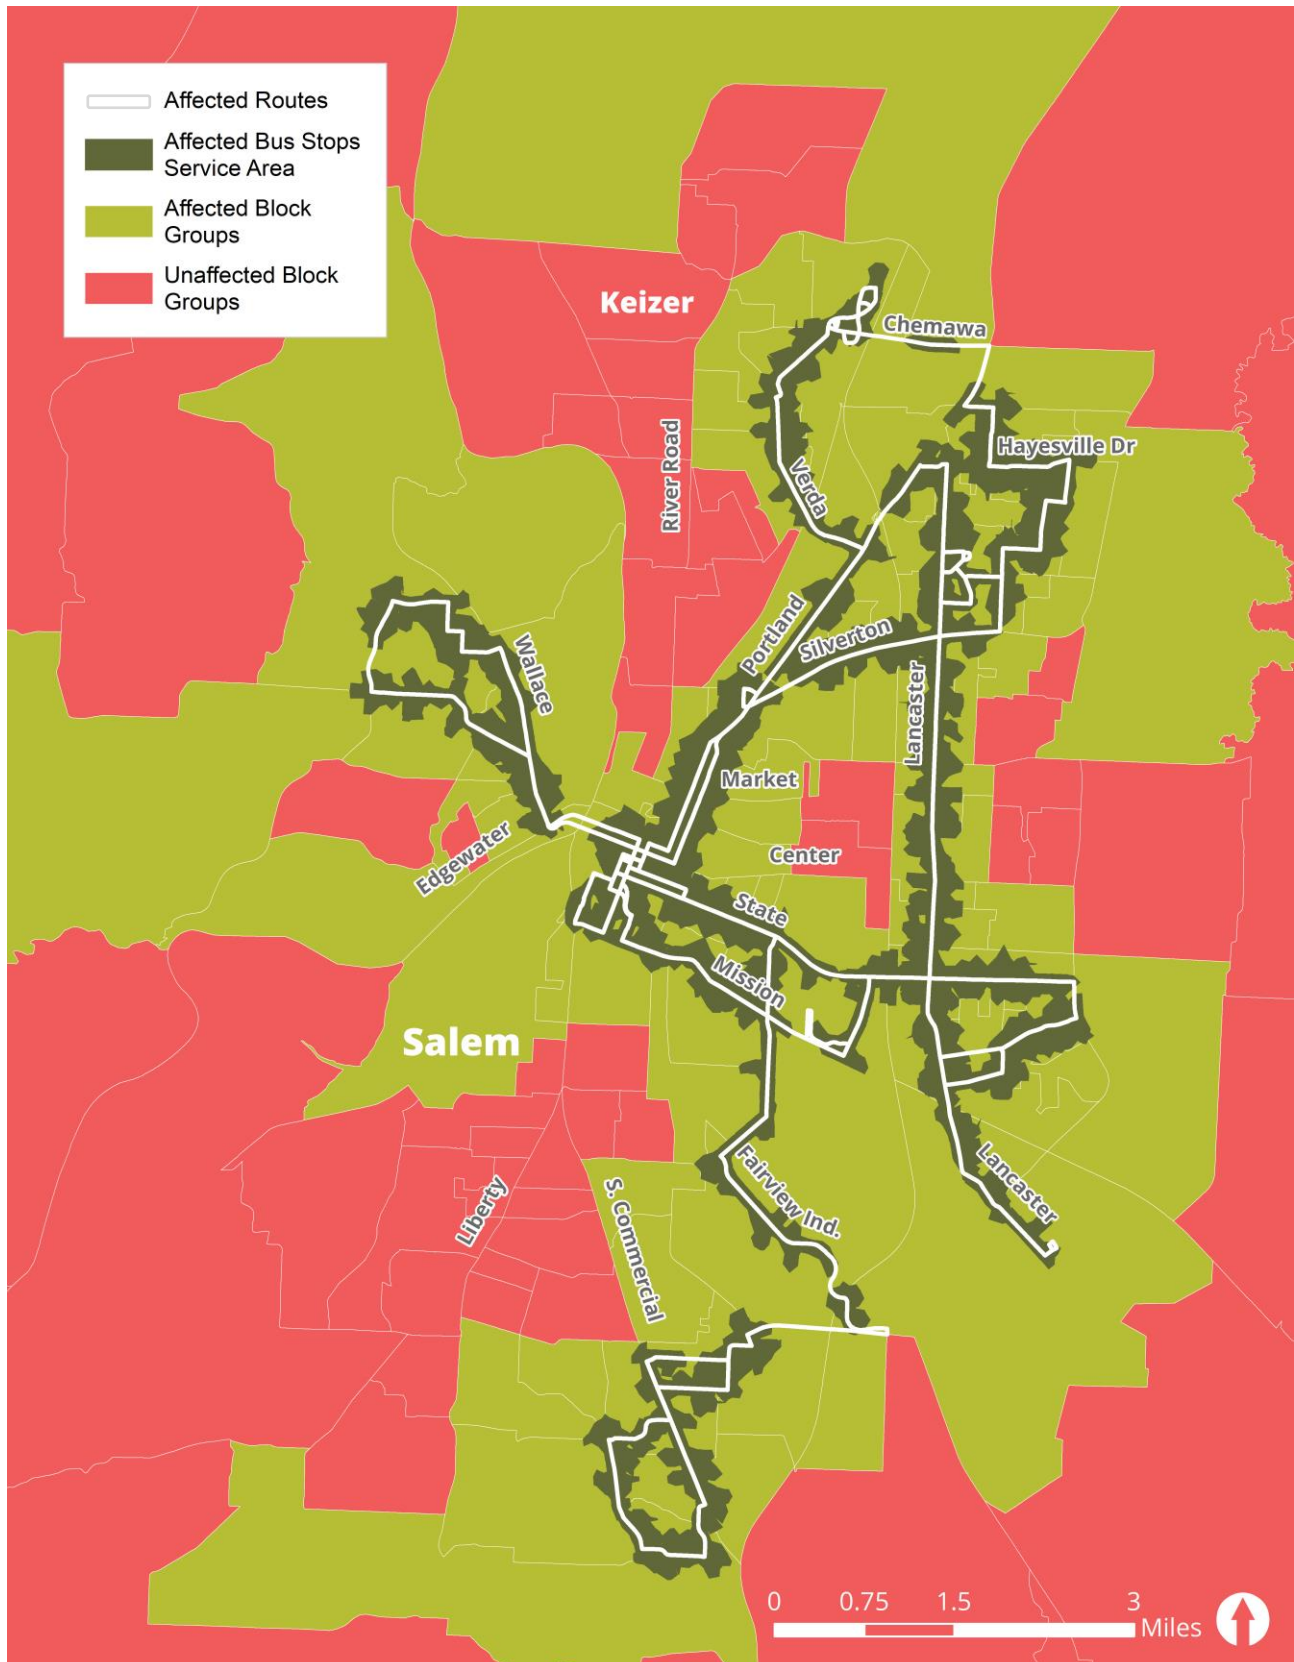 Affected Routes
Affected Bus Stops
Service Area
Affected Block
Groups
Unaffected Block
Groups
Keizer
Chemawa
River Road
Hayesville Dr
Verda
Portland
Silverton
Wallace
Lancaster
Market
Edgewater
Center
State
Mission
Salem
Fairview Ind.
Lancaster
Liberty
S. Commercial
0 0.75 1.5 3
Miles